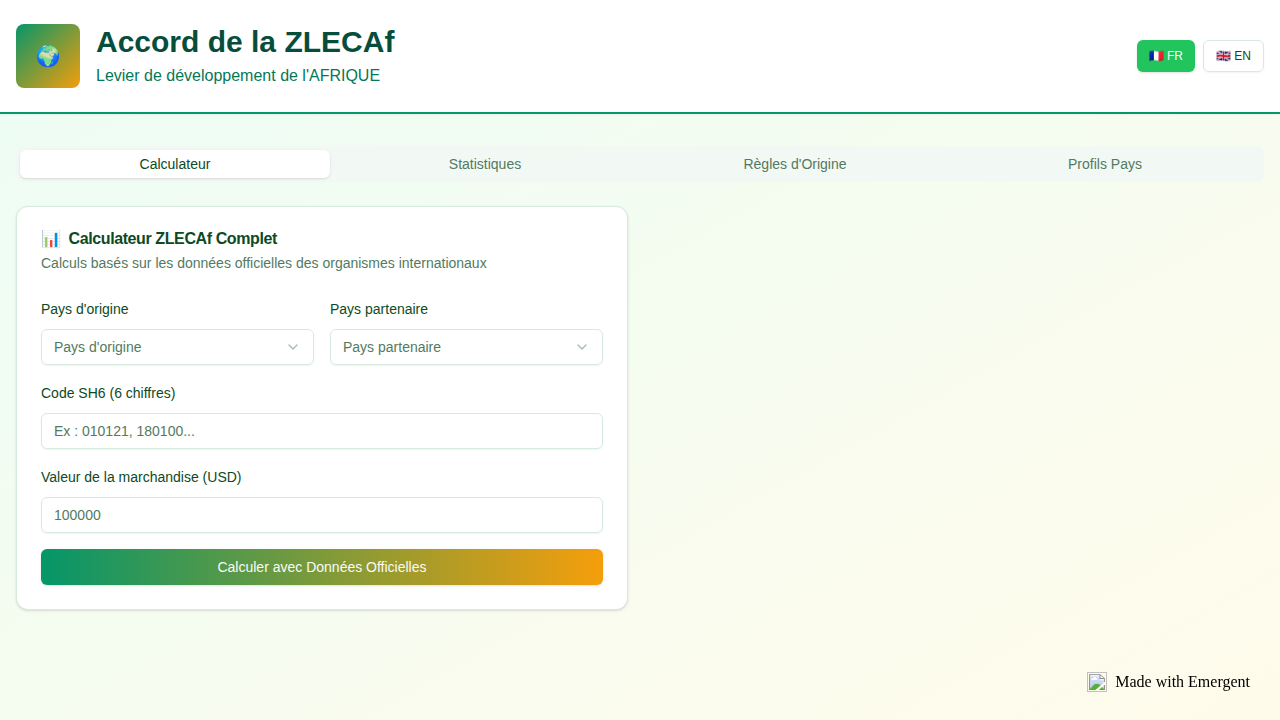 Accord de la ZLECAf
Levier de développement de l'AFRIQUE
FR
EN
Calculateur
Statistiques
Règles d'Origine
Profils Pays
Calculateur ZLECAf Complet
Calculs basés sur les données officielles des organismes internationaux
Pays d'origine
Pays partenaire
Pays d'origine
Pays partenaire
Code SH6 (6 chiffres)
Ex : 010121, 180100...
Valeur de la marchandise (USD)
100000
Calculer avec Données Officielles
Made with Emergent